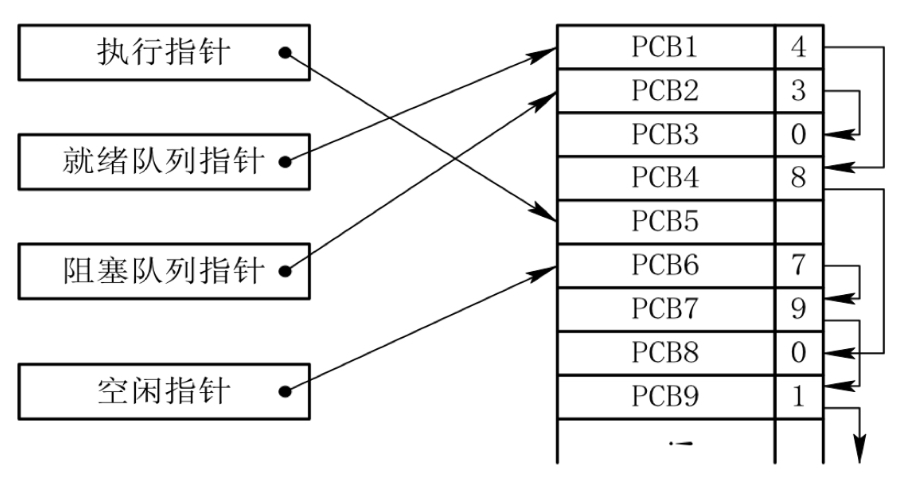 执行指针
就绪队列指针
阻塞队列指针
空闲指针
PCB1 4
PCB2 3
PCB3 0
PCB4 8
PCB5
PCB6 7
PCB7 9
PCB8 0
PCB9 1